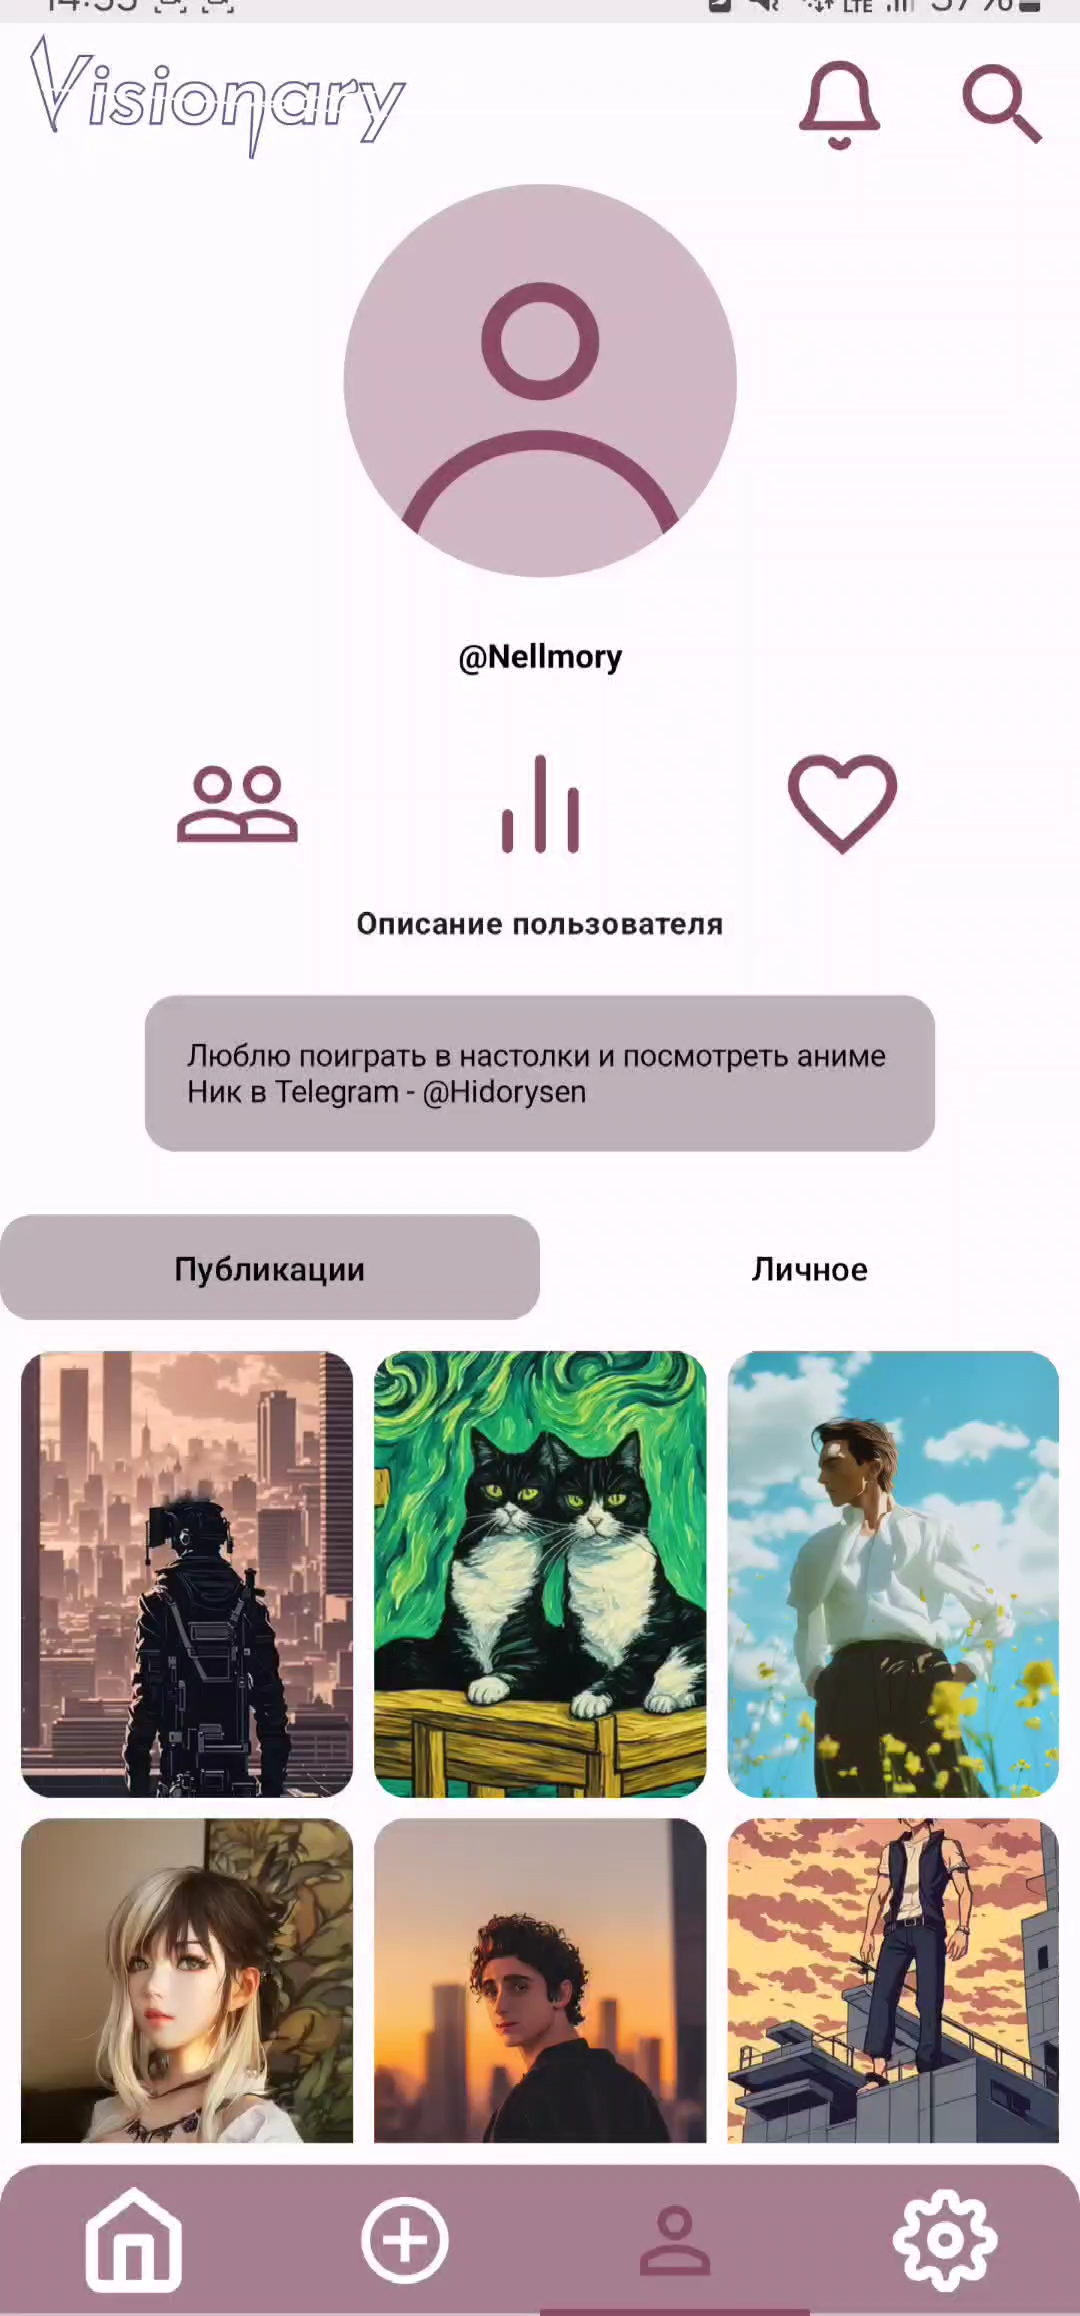 Visionary
@Nellmory
Описание пользователя
Люблю поиграть в настолки и посмотреть аниме
Ник в Telegram - @Hidorysen
Публикации
Личное